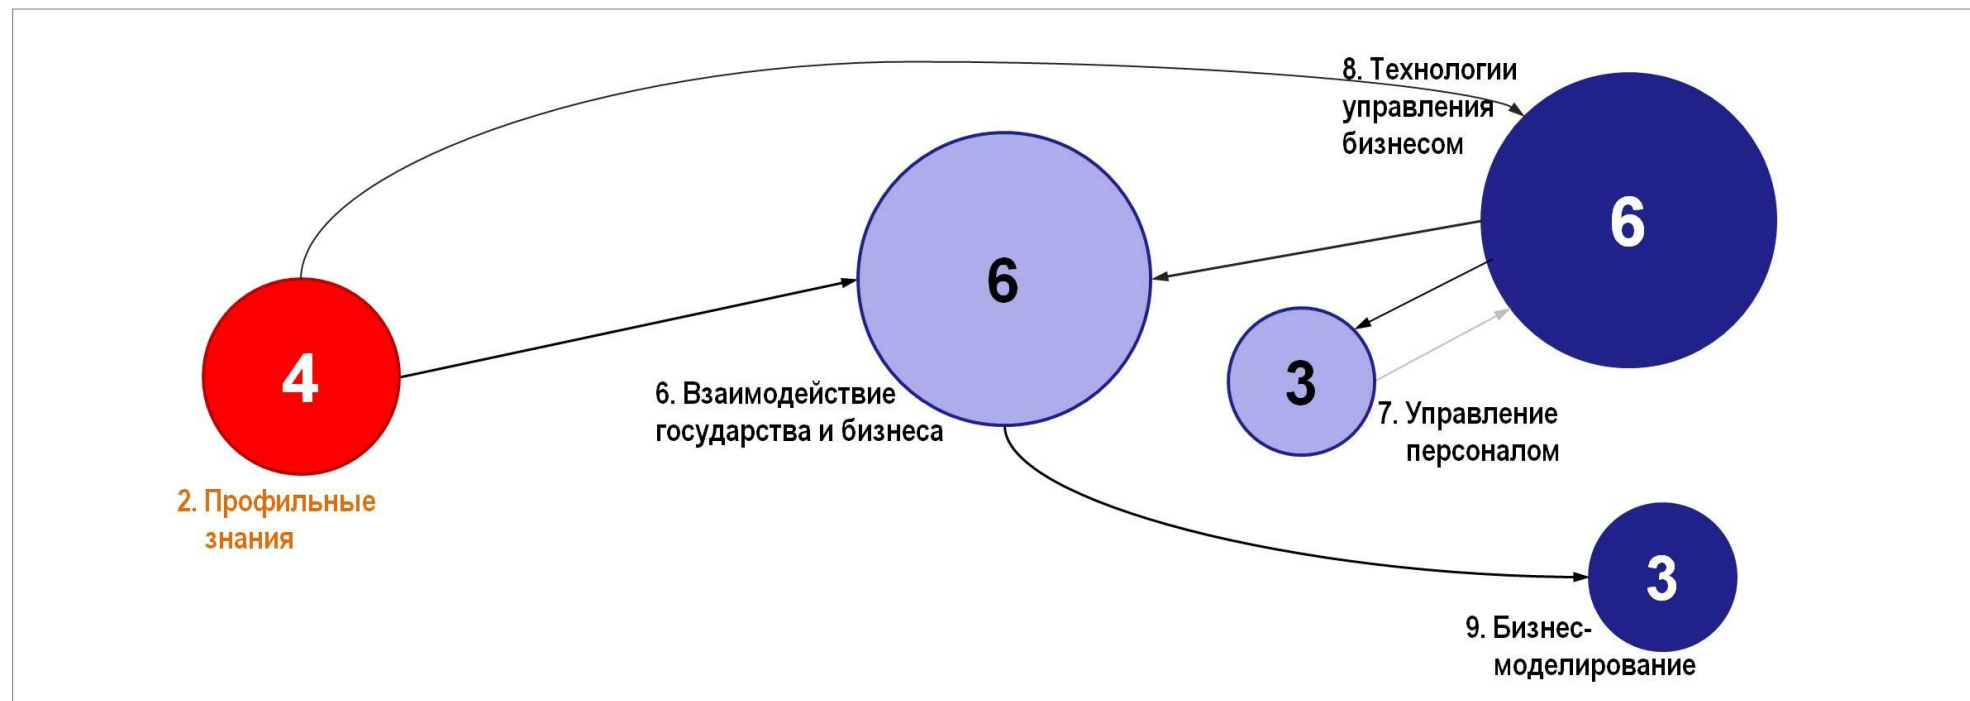 8. Технологии
управления
бизнесом
6
6
4
3
6. Взаимодействие
государства и бизнеса
7. Управление
персоналом
2. Профильные
знания
3
9. Бизнес-
моделирование